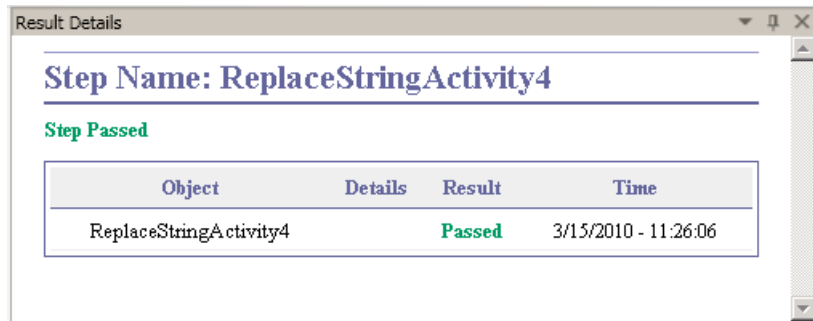 Result Details
Step Name: ReplaceStringActivity4
Step Passed
Object Details Result Time
ReplaceStringActivity4 Passed 3/15/2010 - 11:26:06